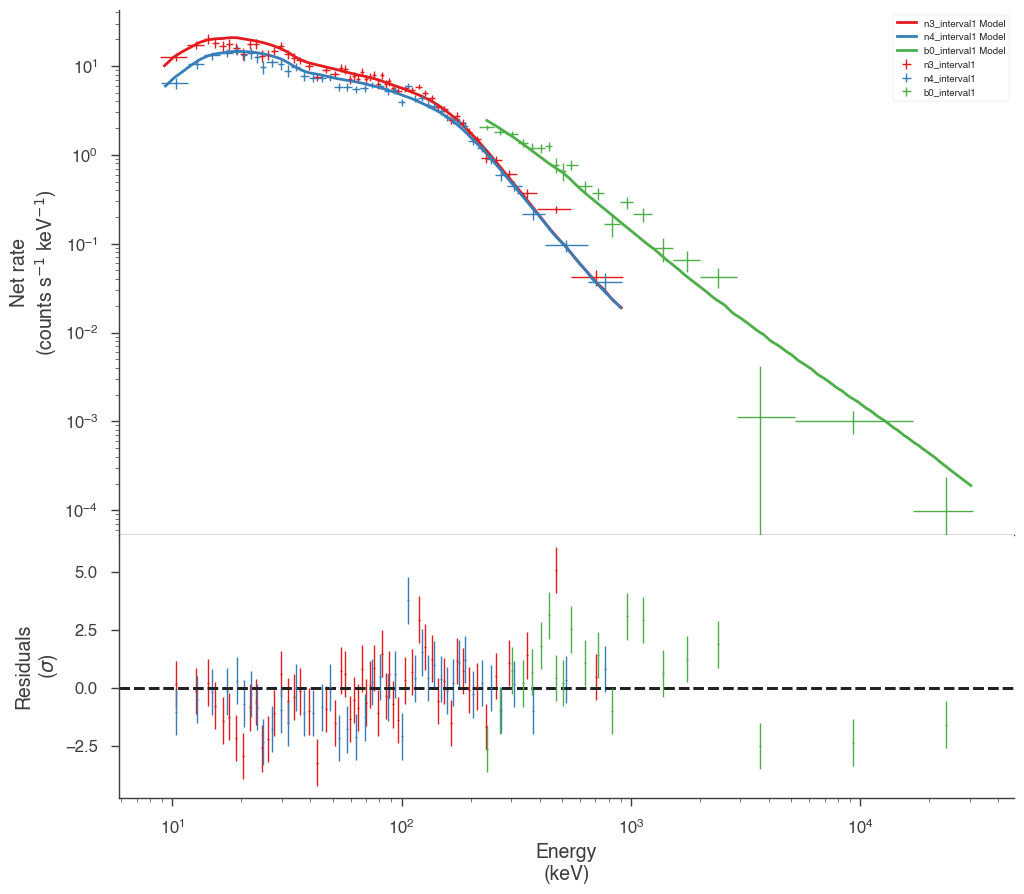 n3_interval1 Model
n4_interval1 Model
b0_interval1 Model
n3_interval1
n4_interval1
b0_interval1
10^1
10^0
10^−1
10^−2
10^−3
10^−4
Net rate
(counts s^−1 keV^−1)
5.0
2.5
0.0
−2.5
Residuals
(σ)
10^1 10^2 10^3 10^4
Energy
(keV)